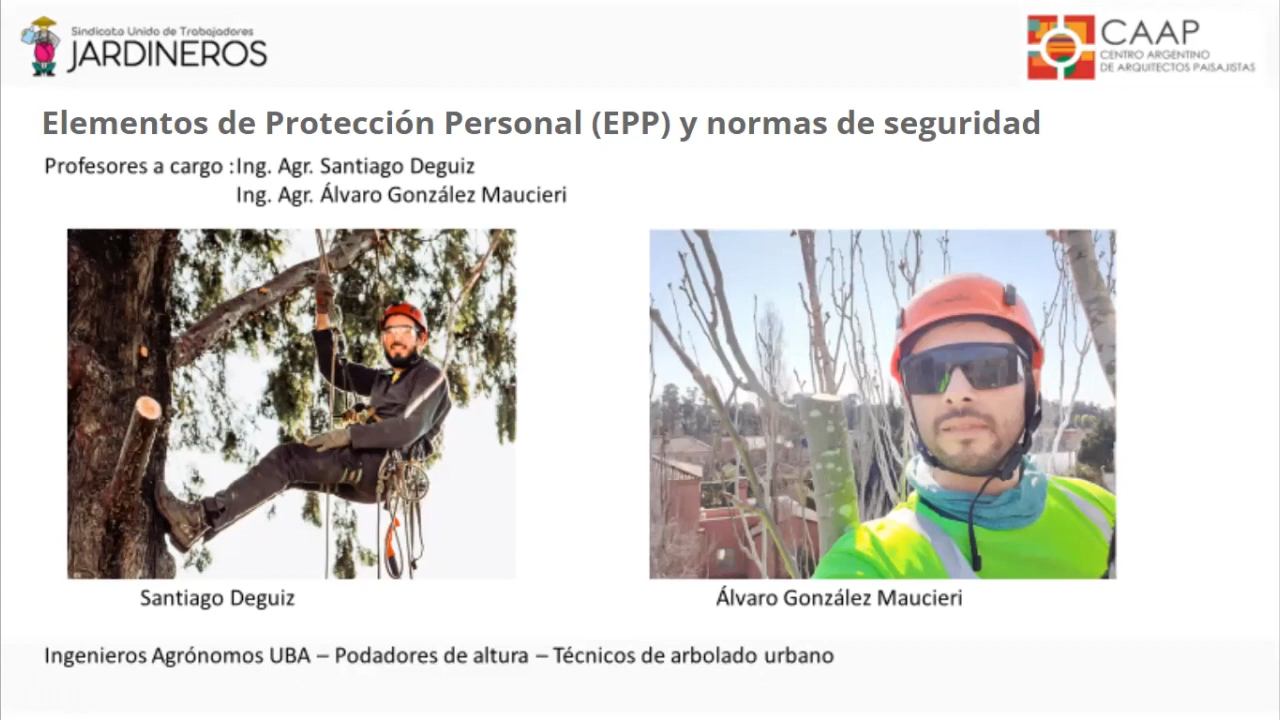 Sindicato Unido de Trabajadores
JARDINEROS
CAAP
CENTRO ARGENTINO
DE ARQUITECTOS PAISAJISTAS
Elementos de Protección Personal (EPP) y normas de seguridad
Profesores a cargo :Ing. Agr. Santiago Deguiz
Ing. Agr. Álvaro González Maucieri
Santiago Deguiz
Álvaro González Maucieri
Ingenieros Agrónomos UBA – Podadores de altura – Técnicos de arbolado urbano